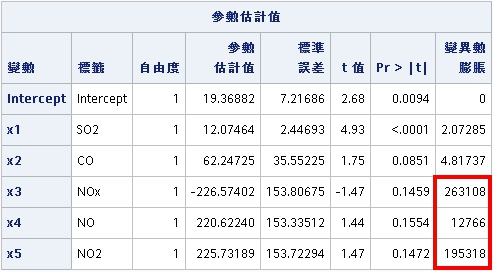 參數估計值
變數 標籤 自由度 參數 估計值 標準 誤差 t 值 Pr > |t| 變異數 膨脹
Intercept Intercept 1 19.36882 7.21686 2.68 0.0094 0
x1 SO2 1 12.07464 2.44693 4.93 <.0001 2.07285
x2 CO 1 62.24725 35.55225 1.75 0.0851 4.81737
x3 NOx 1 -226.57402 153.80675 -1.47 0.1459 263108
x4 NO 1 220.62240 153.33512 1.44 0.1554 12766
x5 NO2 1 225.73189 153.72294 1.47 0.1472 195318